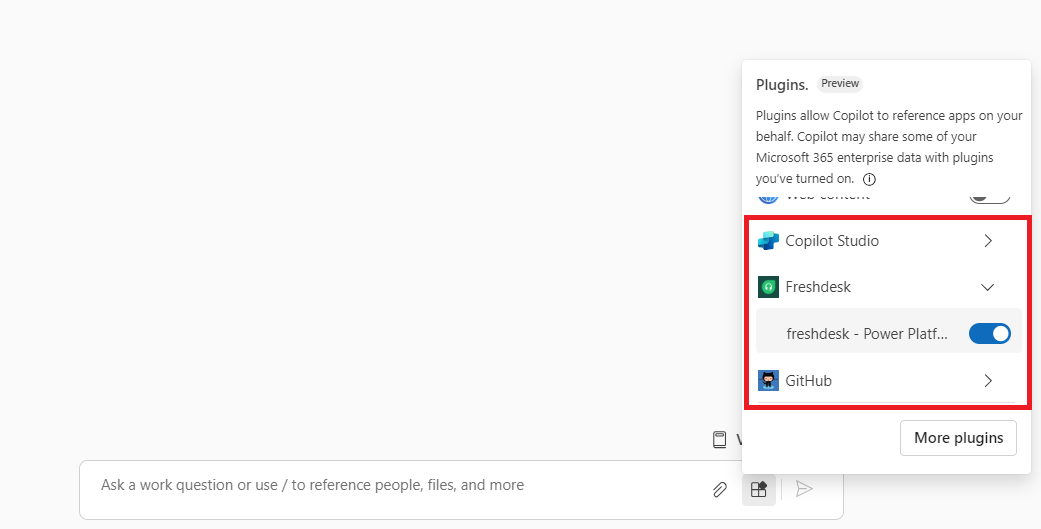 Plugins. Preview
Plugins allow Copilot to reference apps on your
behalf. Copilot may share some of your
Microsoft 365 enterprise data with plugins
you've turned on.
Web content
Copilot Studio
Freshdesk
freshdesk - Power Platf...
GitHub
More plugins
V
Ask a work question or use / to reference people, files, and more